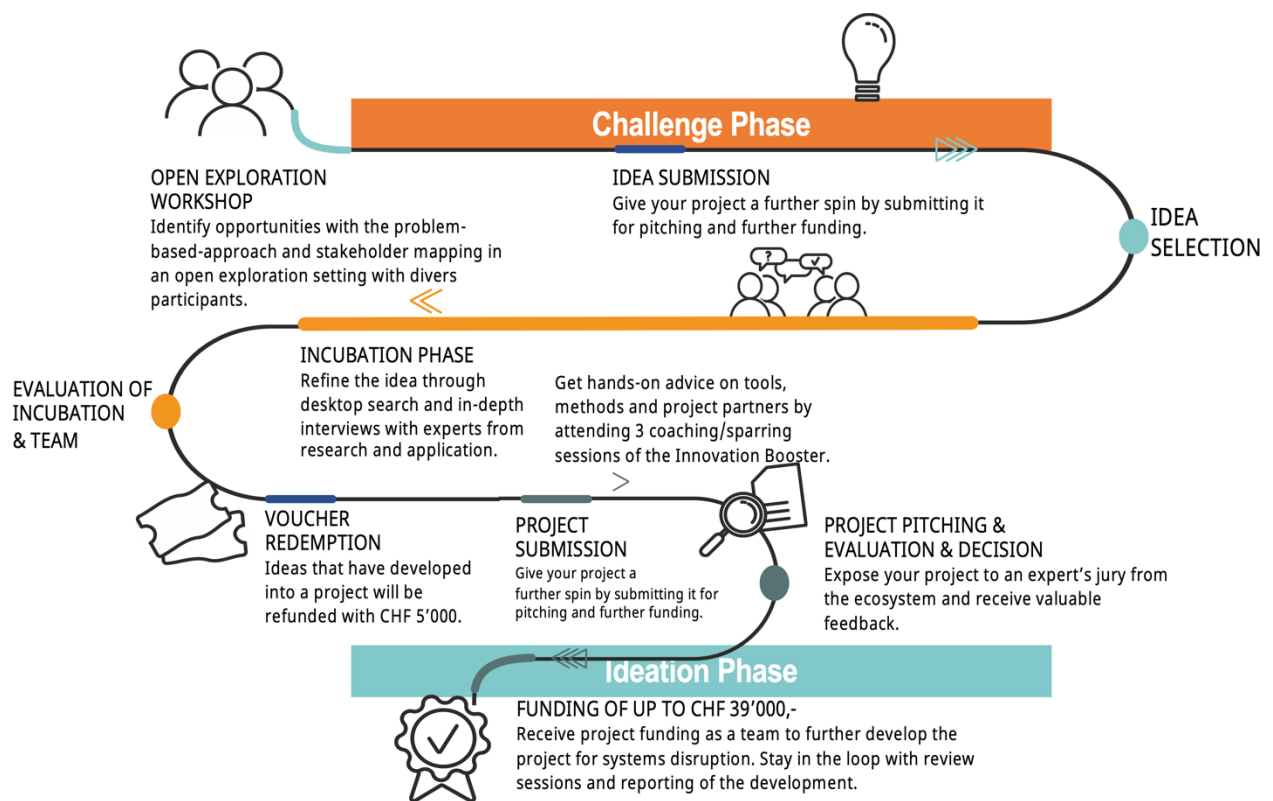 Challenge Phase
OPEN EXPLORATION
WORKSHOP
Identify opportunities with the problem-
based-approach and stakeholder mapping in
an open exploration setting with divers
participants.
IDEA SUBMISSION
Give your project a further spin by submitting it
for pitching and further funding.
IDEA
SELECTION
?
EVALUATION OF
INCUBATION
& TEAM
INCUBATION PHASE
Refine the idea through
desktop search and in-depth
interviews with experts from
research and application.
Get hands-on advice on tools,
methods and project partners by
attending 3 coaching/sparring
sessions of the Innovation Booster.
VOUCHER
REDEMPTION
Ideas that have developed
into a project will be
refunded with CHF 5’000.
PROJECT
SUBMISSION
Give your project a
further spin by submitting it for
pitching and further funding.
PROJECT PITCHING &
EVALUATION & DECISION
Expose your project to an expert’s jury from
the ecosystem and receive valuable
feedback.
Ideation Phase
FUNDING OF UP TO CHF 39’000,-
Receive project funding as a team to further develop the
project for systems disruption. Stay in the loop with review
sessions and reporting of the development.